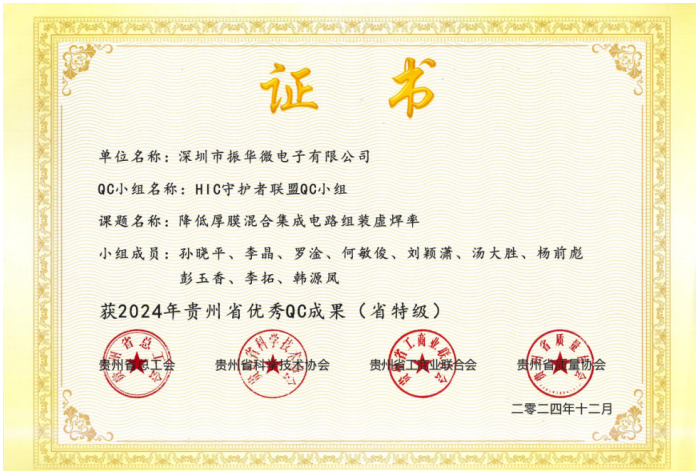 证 书
单位名称：深圳市振华微电子有限公司
QC小组名称：HIC守护者联盟QC小组
课题名称：降低厚膜混合集成电路组装虚焊率
小组成员：孙晓平、李晶、罗淦、何敏俊、刘颖潇、汤大胜、杨前彪
彭玉香、李拓、韩源凤
获2024年贵州省优秀QC成果（省特级）
贵州省总工会 贵州省科学技术协会 贵州省工商业联合会 贵州省质量协会
二零二四年十二月